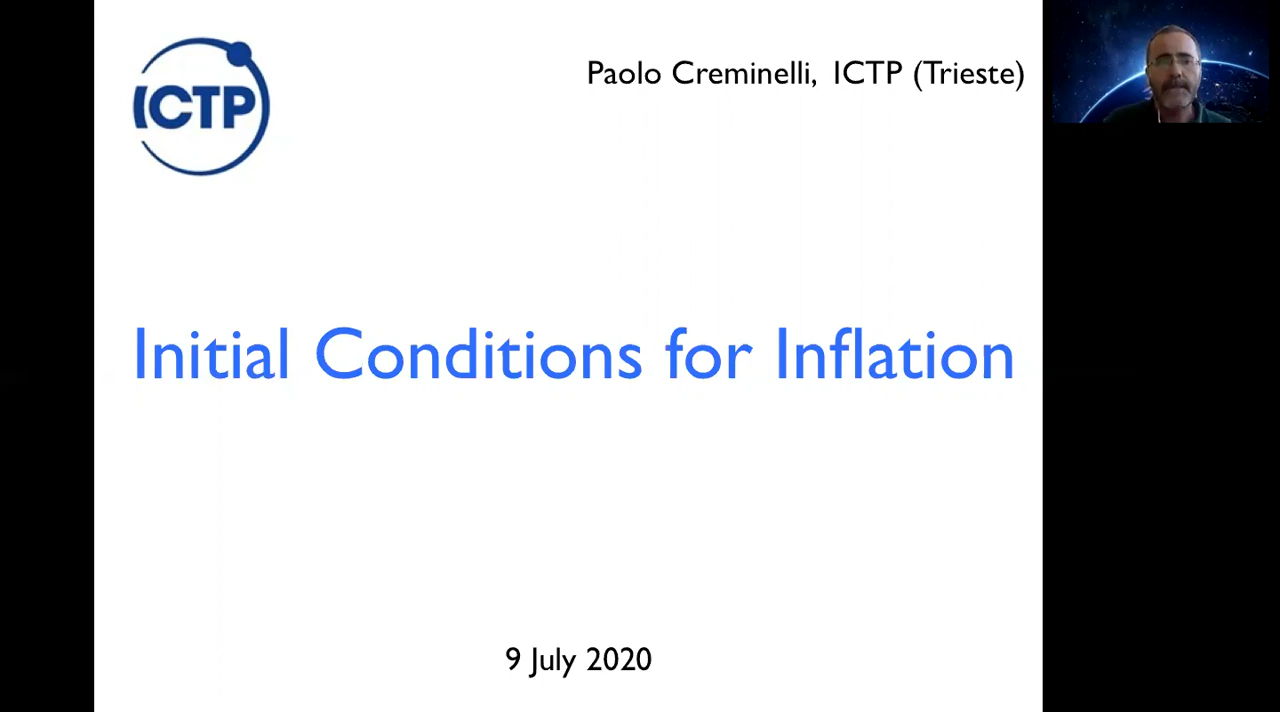 ICTP
Paolo Creminelli, ICTP (Trieste)
Initial Conditions for Inflation
9 July 2020